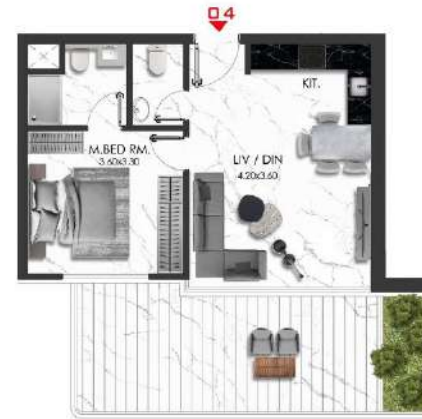 04
KIT.
M.BED RM.
3.60x3.30
LIV / DIN
4.20x3.60